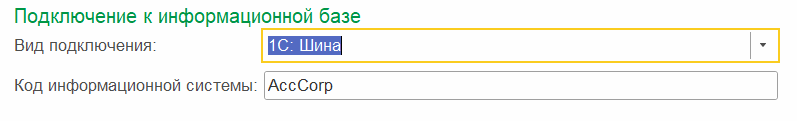 Подключение к информационной базе
Вид подключения: 1С: Шина
Код информационной системы: AccCorp